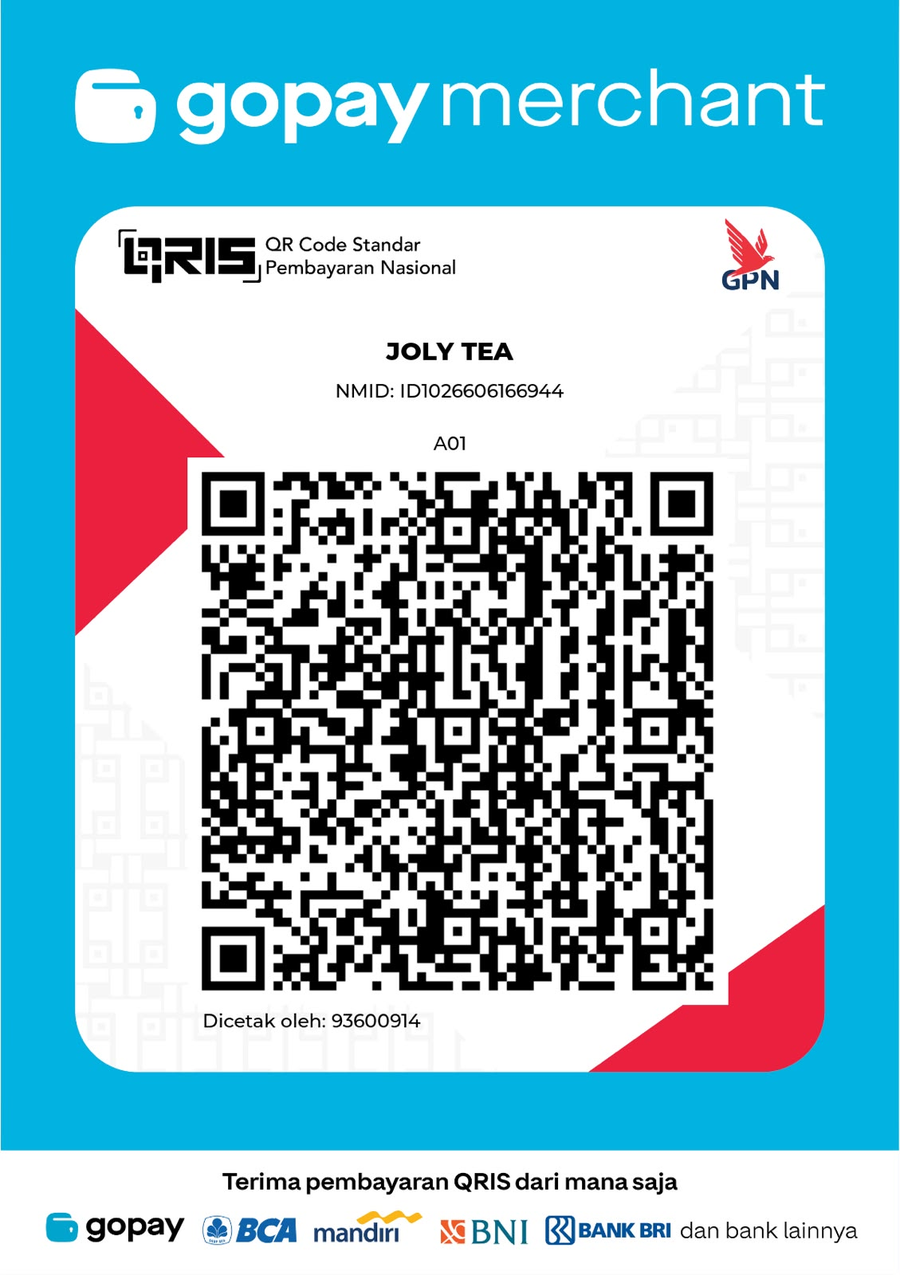 gopay merchant
QRIS QR Code Standar
Pembayaran Nasional
GPN
JOLY TEA
NMID: ID1026606166944
A01
Dicetak oleh: 93600914
Terima pembayaran QRIS dari mana saja
gopay BCA mandiri BNI BANK BRI dan bank lainnya